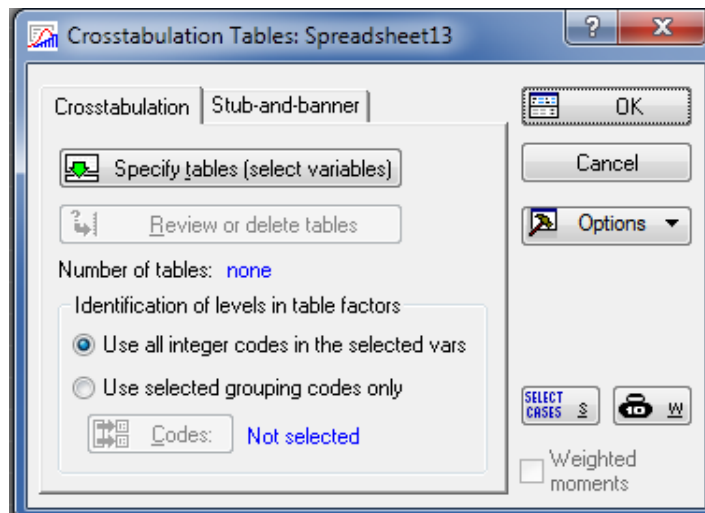 Crosstabulation Tables: Spreadsheet13
?
X
Crosstabulation
Stub-and-banner
Specify tables (select variables)
Review or delete tables
Number of tables: none
Identification of levels in table factors
Use all integer codes in the selected vars
Use selected grouping codes only
Codes: Not selected
OK
Cancel
Options
SELECT
CASES S
W
Weighted
moments